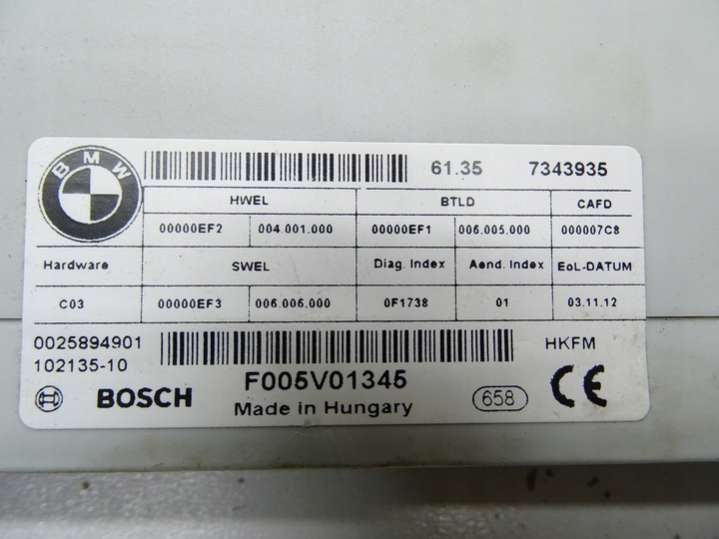 BMW
61.35 7343935
HWEL BTLD CAFD
00000EF2 004.001.000 00000EF1 006.005.000 000007C8
Hardware SWEL Diag. Index Aend. Index EoL-DATUM
C03 00000EF3 006.006.000 0F1738 01 03.11.12
0025894901 HKFM
102135-10
BOSCH F005V01345 658 CE
Made in Hungary